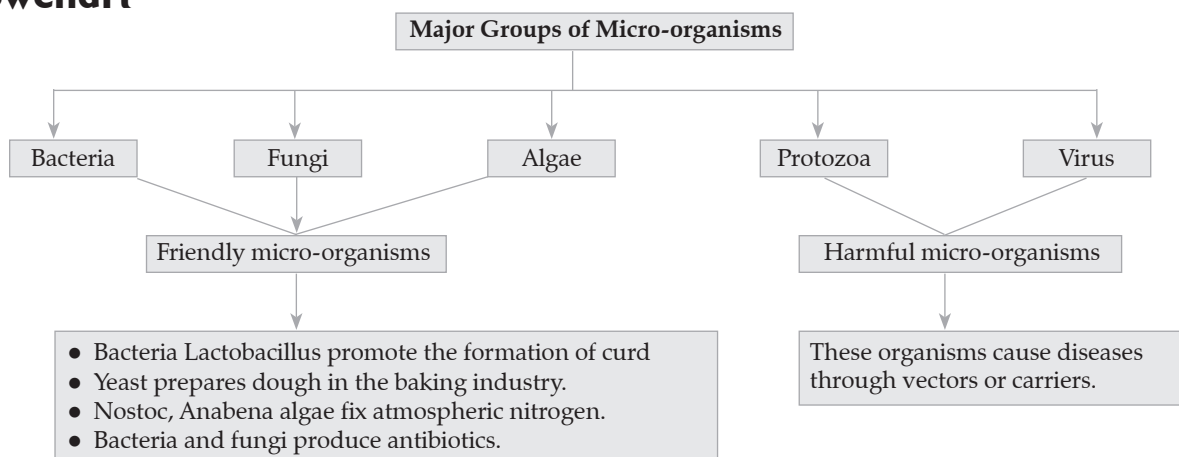 Major Groups of Micro-organisms
Bacteria
Fungi
Algae
Protozoa
Virus
Friendly micro-organisms
Harmful micro-organisms
● Bacteria Lactobacillus promote the formation of curd
● Yeast prepares dough in the baking industry.
● Nostoc, Anabena algae fix atmospheric nitrogen.
● Bacteria and fungi produce antibiotics.
These organisms cause diseases
through vectors or carriers.